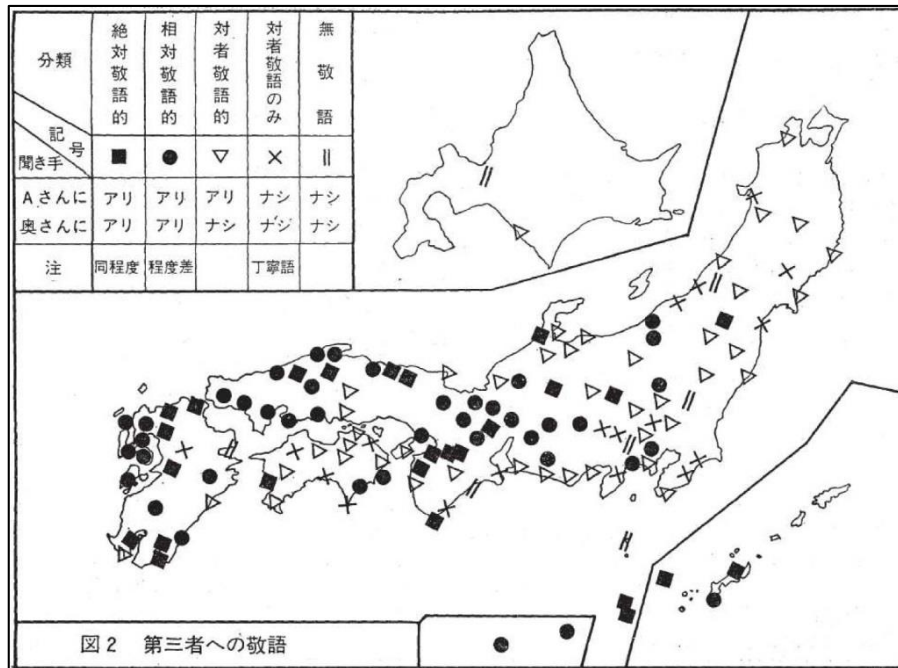 分類 絶対敬語的 相対敬語的 対者敬語的 対者敬語のみ 無敬語
記号
聞き手 ■ ● ▽ × ||
Aさんに アリ アリ アリ ナシ ナシ
奥さんに アリ アリ ナシ ナシ ナシ
注 同程度 程度差 丁寧語
図2 第三者への敬語